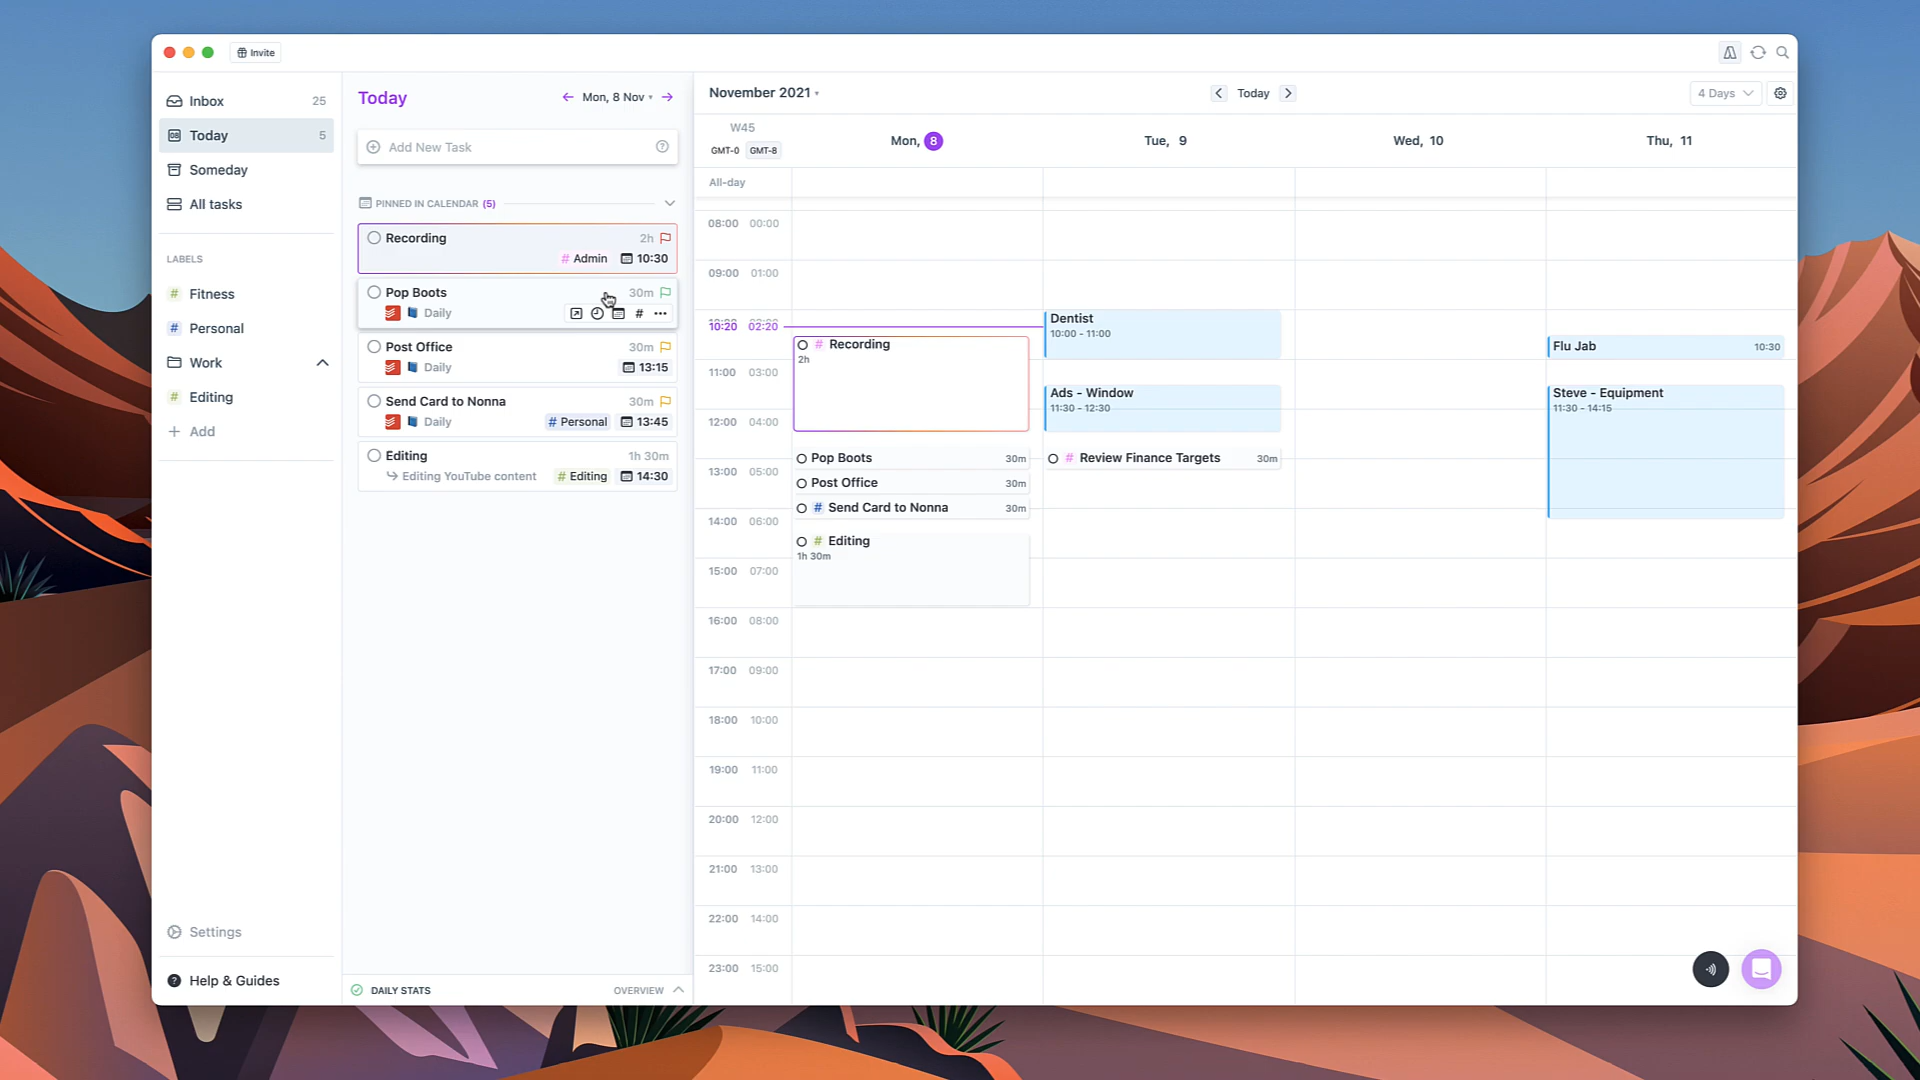 Invite
Inbox 25
Today 5
Someday
All tasks
LABELS
# Fitness
# Personal
Work
# Editing
+ Add
Settings
Help & Guides
Today
Mon, 8 Nov
Add New Task
PINNED IN CALENDAR (5)
Recording 2h
# Admin 10:30
Pop Boots 30m
Daily #
Post Office 30m
Daily 13:15
Send Card to Nonna 30m
Daily # Personal 13:45
Editing 1h 30m
Editing YouTube content # Editing 14:30
DAILY STATS OVERVIEW
November 2021
Today
4 Days
W45
GMT-0 GMT-8
Mon, 8
Tue, 9
Wed, 10
Thu, 11
All-day
08:00 00:00
09:00 01:00
10:20 02:20
11:00 03:00
12:00 04:00
13:00 05:00
14:00 06:00
15:00 07:00
16:00 08:00
17:00 09:00
18:00 10:00
19:00 11:00
20:00 12:00
21:00 13:00
22:00 14:00
23:00 15:00
# Recording
2h
Pop Boots 30m
Post Office 30m
# Send Card to Nonna 30m
# Editing
1h 30m
Dentist
10:00 - 11:00
Ads - Window
11:30 - 12:30
# Review Finance Targets 30m
Flu Jab 10:30
Steve - Equipment
11:30 - 14:15